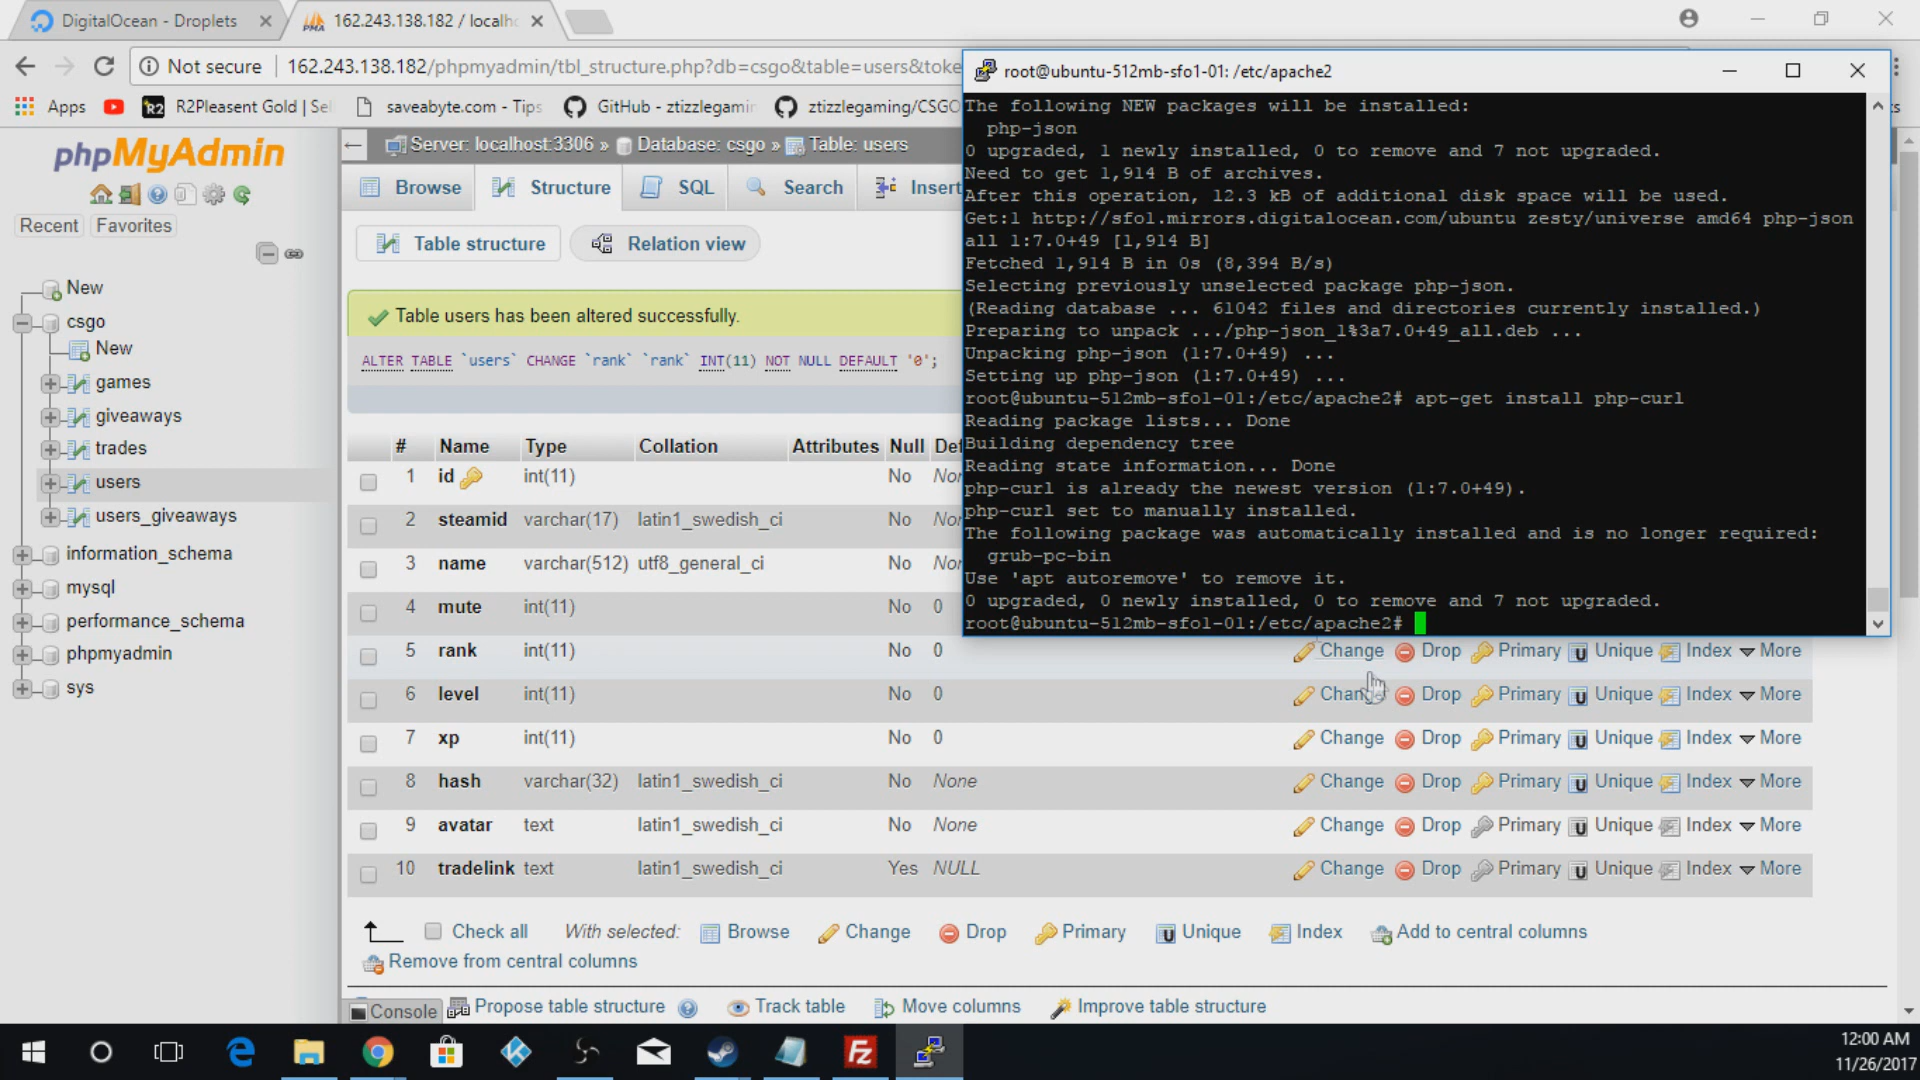 DigitalOcean - Droplets
162.243.138.182 / localh
Not secure
162.243.138.182/phpmyadmin/tbl_structure.php?db=csgo&table=users&toke
Apps
R2Pleasent Gold | Sel
saveabyte.com - Tips
GitHub - ztizzlegamin
ztizzlegaming/CSGO
phpMyAdmin
Recent
Favorites
New
csgo
New
games
giveaways
trades
users
users_giveaways
information_schema
mysql
performance_schema
phpmyadmin
sys
Server: localhost:3306 » Database: csgo » Table: users
Browse
Structure
SQL
Search
Insert
Table structure
Relation view
Table users has been altered successfully.
ALTER TABLE `users` CHANGE `rank` `rank` INT(11) NOT NULL DEFAULT '0';
# Name Type Collation Attributes Null Def
1 id int(11) No Non
2 steamid varchar(17) latin1_swedish_ci No Non
3 name varchar(512) utf8_general_ci No Non
4 mute int(11) No 0
5 rank int(11) No 0 Change Drop Primary Unique Index More
6 level int(11) No 0 Change Drop Primary Unique Index More
7 xp int(11) No 0 Change Drop Primary Unique Index More
8 hash varchar(32) latin1_swedish_ci No None Change Drop Primary Unique Index More
9 avatar text latin1_swedish_ci No None Change Drop Primary Unique Index More
10 tradelink text latin1_swedish_ci Yes NULL Change Drop Primary Unique Index More
Check all With selected: Browse Change Drop Primary Unique Index Add to central columns
Remove from central columns
Console
Propose table structure
Track table
Move columns
Improve table structure
root@ubuntu-512mb-sfo1-01: /etc/apache2
The following NEW packages will be installed:
php-json
0 upgraded, 1 newly installed, 0 to remove and 7 not upgraded.
Need to get 1,914 B of archives.
After this operation, 12.3 kB of additional disk space will be used.
Get:1 http://sfo1.mirrors.digitalocean.com/ubuntu zesty/universe amd64 php-json
all 1:7.0+49 [1,914 B]
Fetched 1,914 B in 0s (8,394 B/s)
Selecting previously unselected package php-json.
(Reading database ... 61042 files and directories currently installed.)
Preparing to unpack .../php-json_1%3a7.0+49_all.deb ...
Unpacking php-json (1:7.0+49) ...
Setting up php-json (1:7.0+49) ...
root@ubuntu-512mb-sfo1-01:/etc/apache2# apt-get install php-curl
Reading package lists... Done
Building dependency tree
Reading state information... Done
php-curl is already the newest version (1:7.0+49).
php-curl set to manually installed.
The following package was automatically installed and is no longer required:
grub-pc-bin
Use 'apt autoremove' to remove it.
0 upgraded, 0 newly installed, 0 to remove and 7 not upgraded.
root@ubuntu-512mb-sfo1-01:/etc/apache2#
12:00 AM
11/26/2017